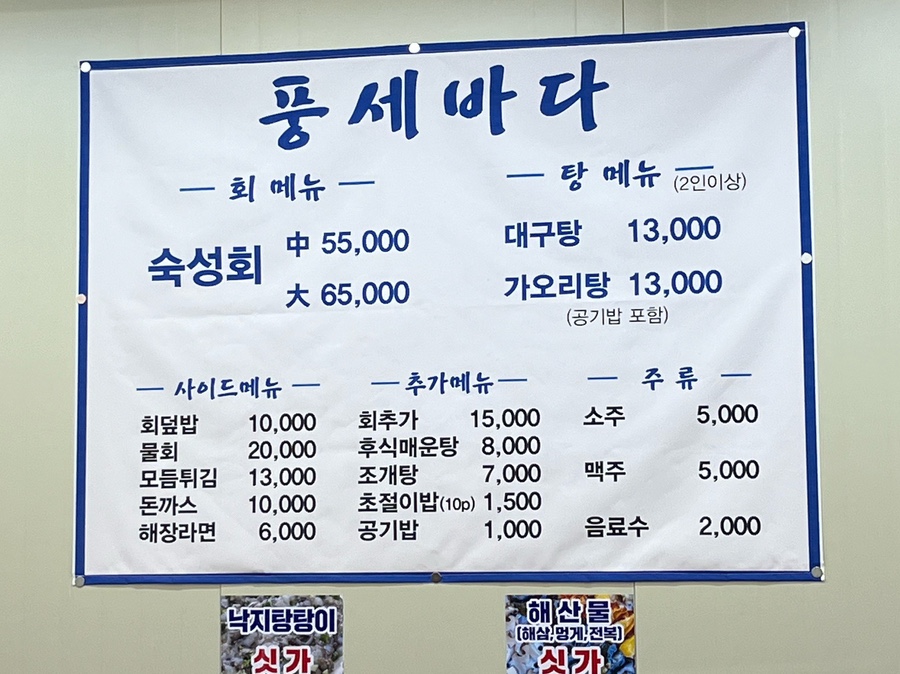 풍세바다
회 메뉴
숙성회
中 55,000
大 65,000
탕 메뉴 (2인이상)
대구탕 13,000
가오리탕 13,000
(공기밥 포함)
사이드메뉴
회덮밥 10,000
물회 20,000
모듬튀김 13,000
돈까스 10,000
해장라면 6,000
추가메뉴
회추가 15,000
후식매운탕 8,000
조개탕 7,000
초절이밥(10p) 1,500
공기밥 1,000
주류
소주 5,000
맥주 5,000
음료수 2,000
낙지탕탕이
싯가
해산물
(해삼,멍게,전복)
싯가